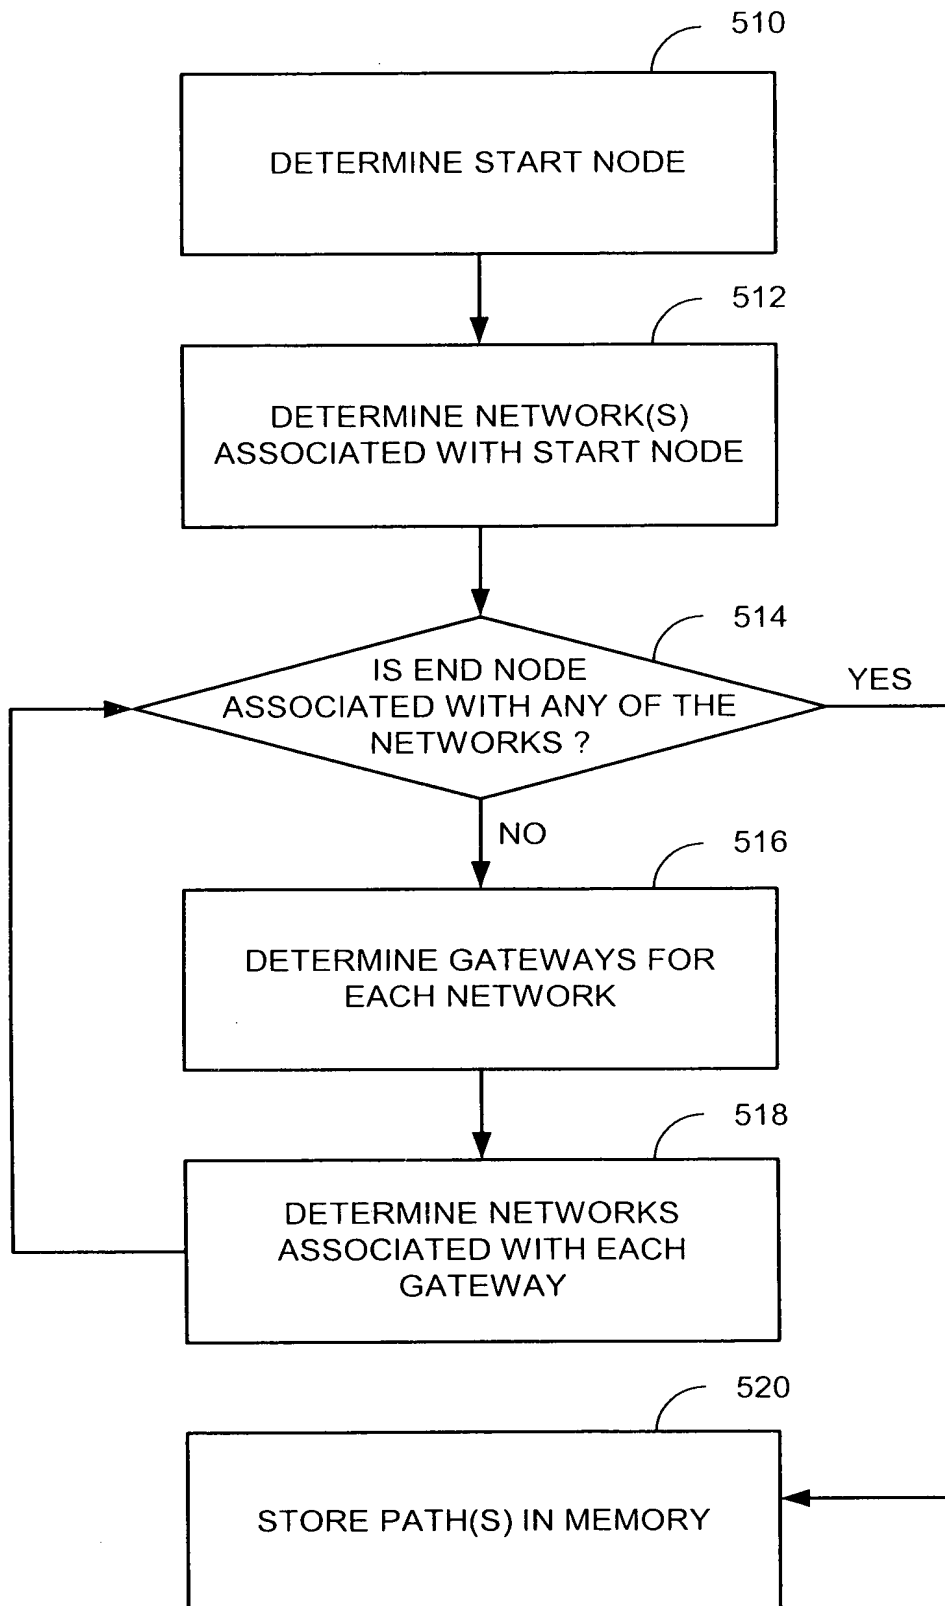 510
DETERMINE START NODE
512
DETERMINE NETWORK(S)
ASSOCIATED WITH START NODE
514
IS END NODE
ASSOCIATED WITH ANY OF THE
NETWORKS ?
YES
NO
516
DETERMINE GATEWAYS FOR
EACH NETWORK
518
DETERMINE NETWORKS
ASSOCIATED WITH EACH
GATEWAY
520
STORE PATH(S) IN MEMORY